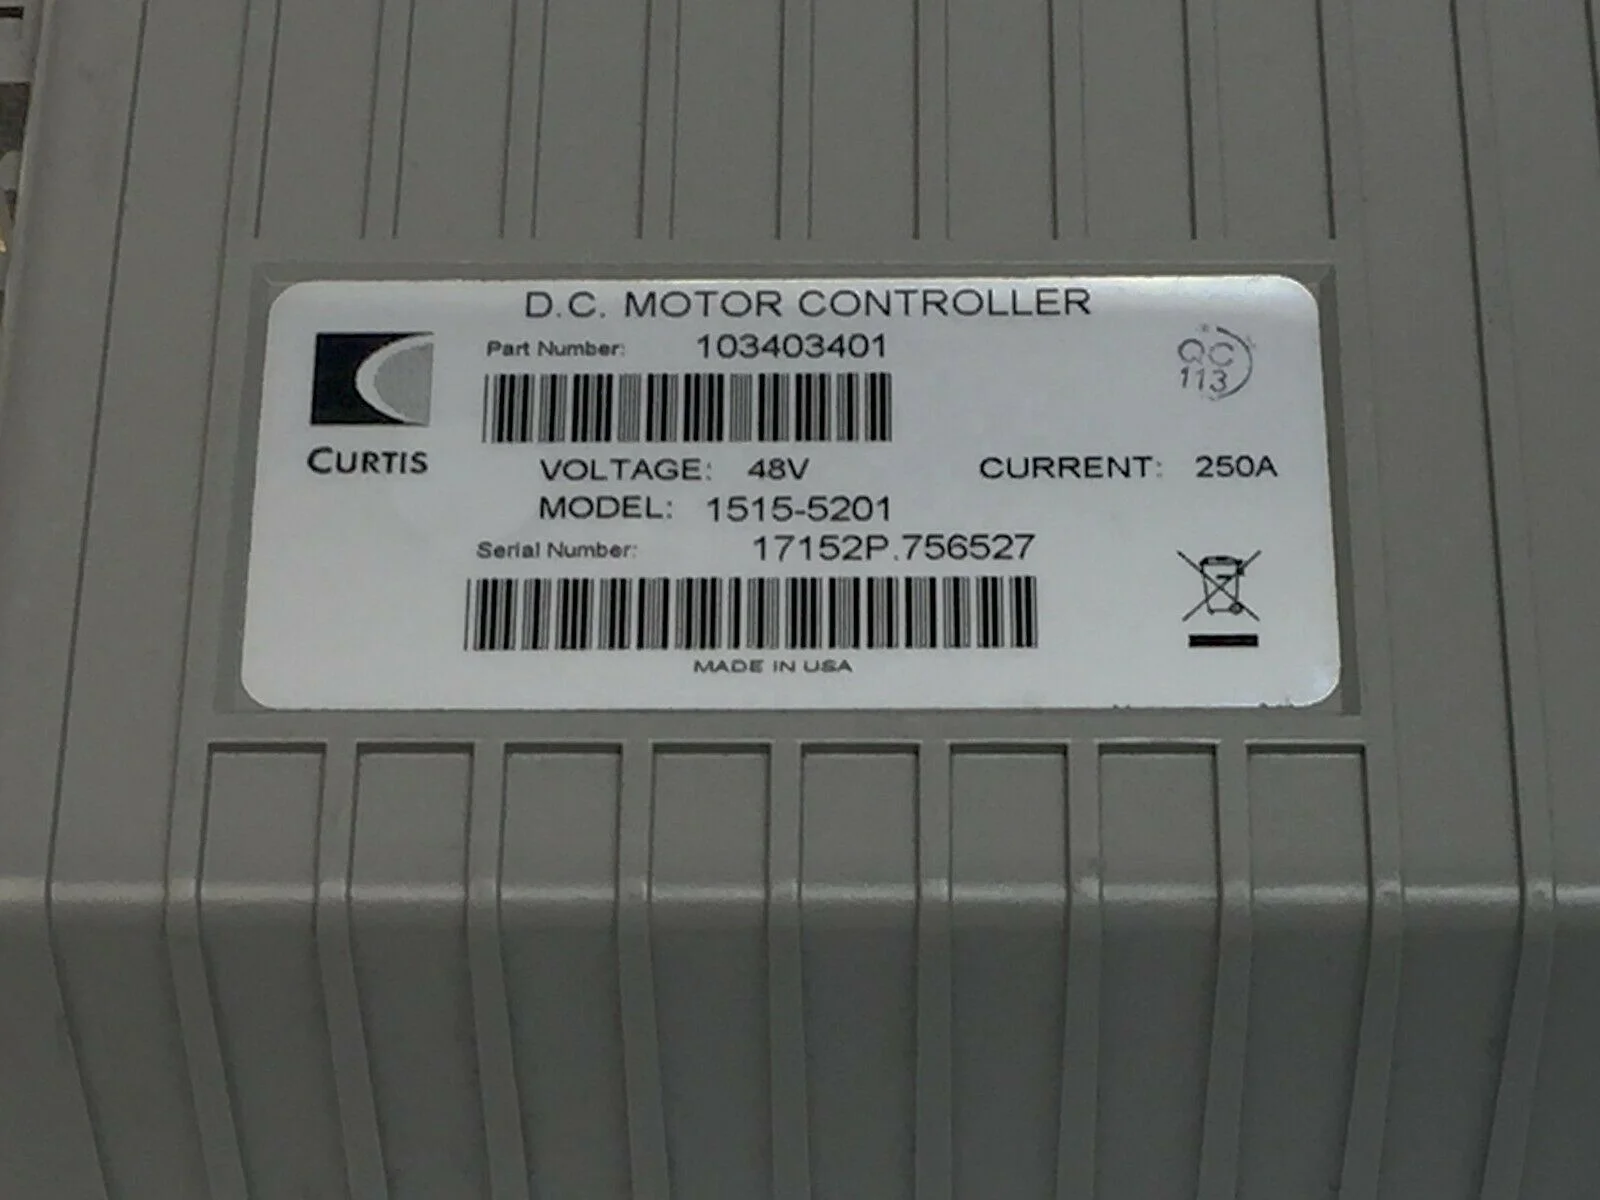 D.C. MOTOR CONTROLLER
Part Number: 103403401
QC
113
CURTIS
VOLTAGE: 48V CURRENT: 250A
MODEL: 1515-5201
Serial Number: 17152P.756527
MADE IN USA